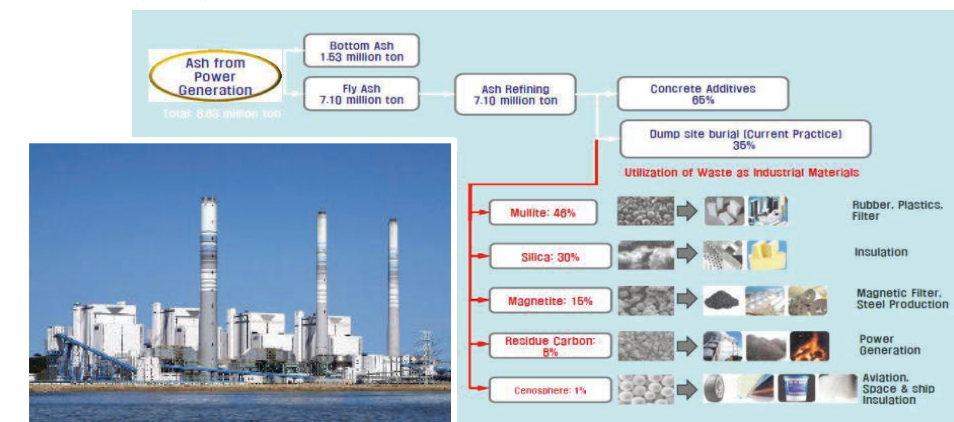 Bottom Ash
1.53 million ton
Ash from
Power
Generation
Fly Ash
7.10 million ton
Ash Refining
7.10 million ton
Concrete Additives
65%
Total: 8.63 million ton
Dump site burial (Current Practice)
35%
Utilization of Waste as Industrial Materials
Mullite: 46%
Rubber, Plastics,
Filter
Silica: 30%
Insulation
Magnetite: 15%
Magnetic Filter,
Steel Production
Residue Carbon:
8%
Power
Generation
Cenosphere: 1%
Aviation,
Space & ship
Insulation